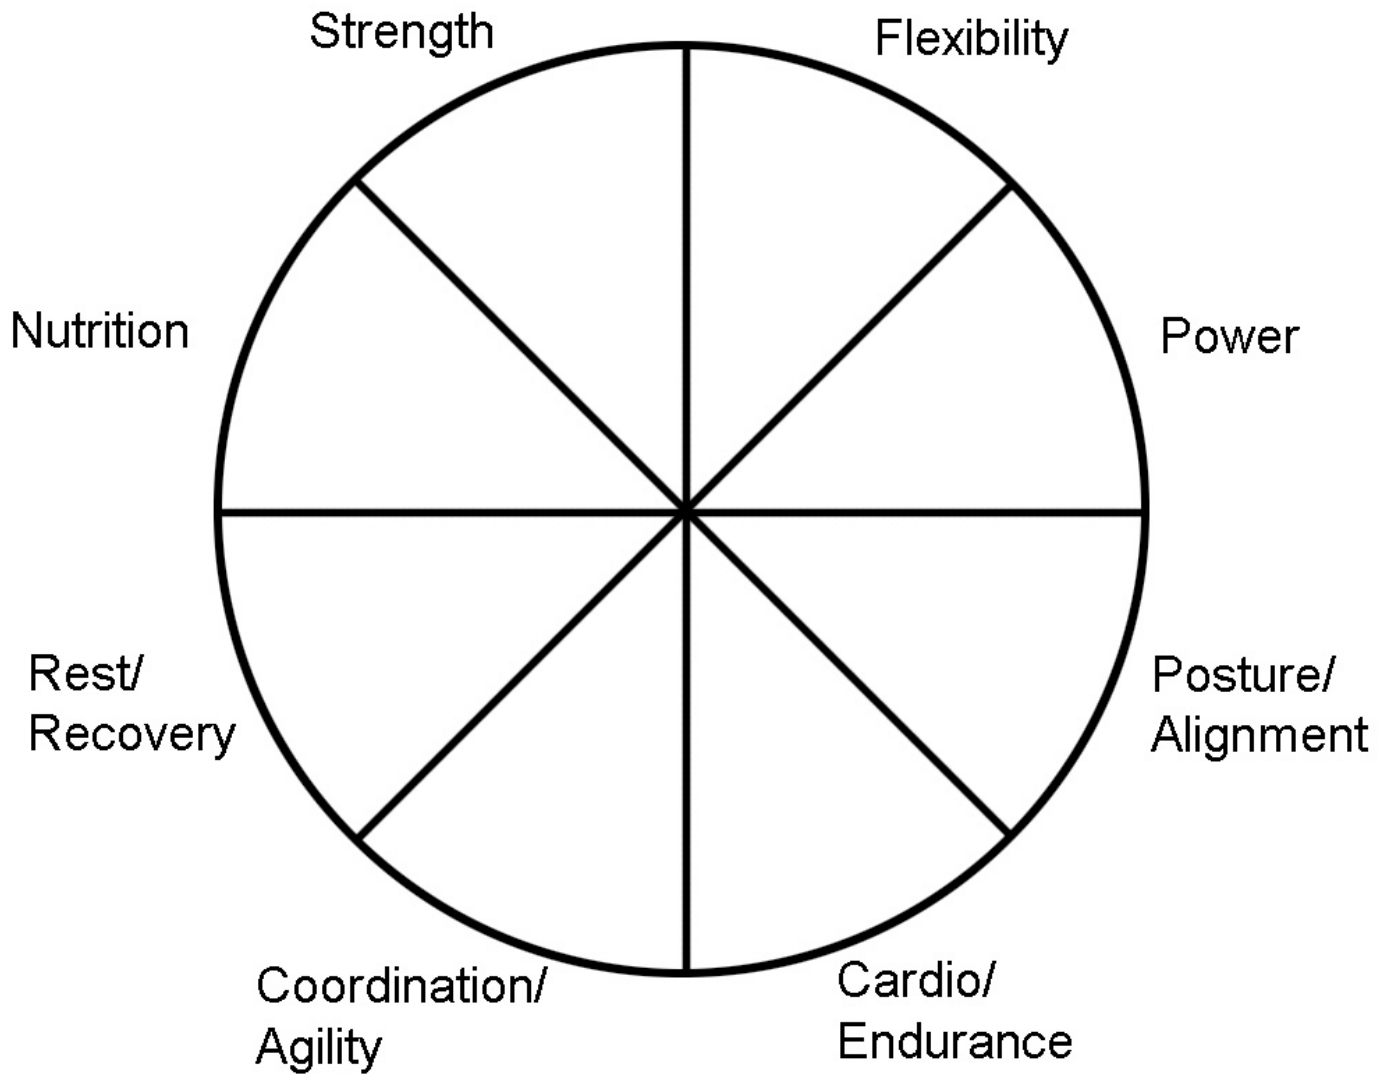 Strength
Flexibility
Nutrition
Power
Rest/
Recovery
Posture/
Alignment
Coordination/
Agility
Cardio/
Endurance